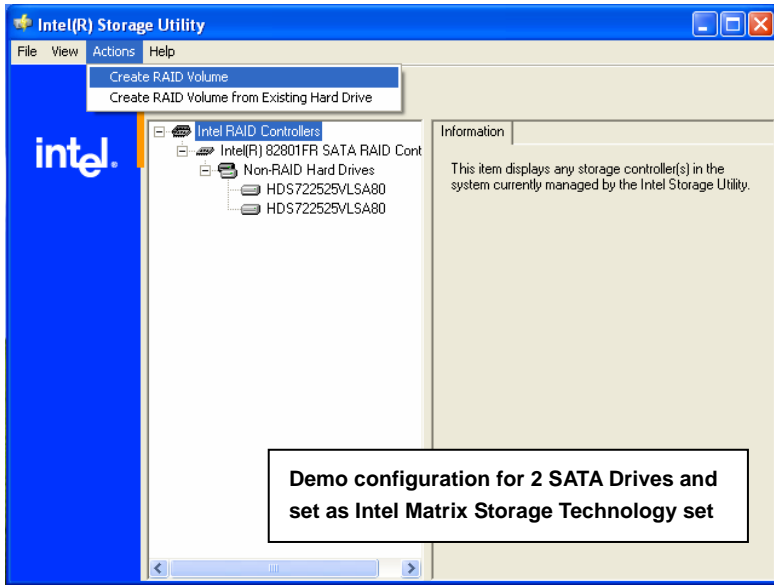 Intel(R) Storage Utility
File View Actions Help
Create RAID Volume
Create RAID Volume from Existing Hard Drive
intel.
Intel RAID Controllers
Intel(R) 82801FR SATA RAID Cont
Non-RAID Hard Drives
HDS722525VLSA80
HDS722525VLSA80
Information
This item displays any storage controller(s) in the
system currently managed by the Intel Storage Utility.
Demo configuration for 2 SATA Drives and
set as Intel Matrix Storage Technology set